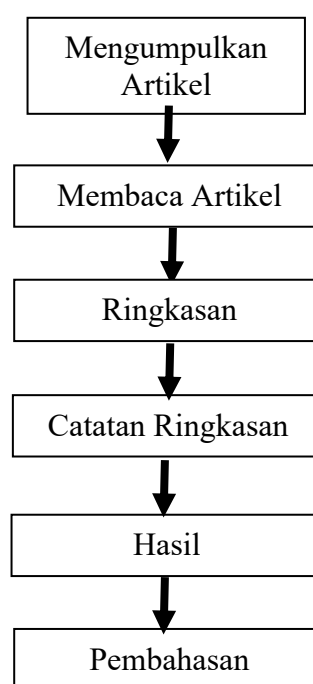 Mengumpulkan
Artikel
Membaca Artikel
Ringkasan
Catatan Ringkasan
Hasil
Pembahasan